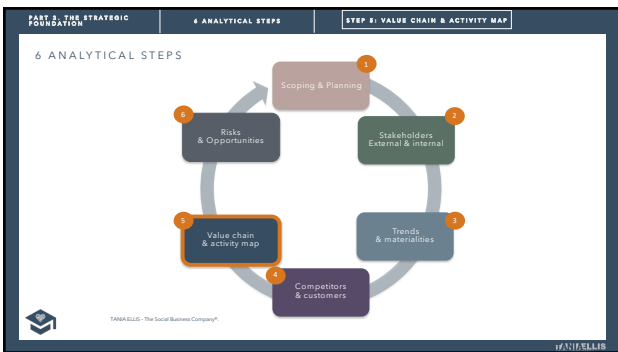 PART 3. THE STRATEGIC
FOUNDATION
6 ANALYTICAL STEPS
STEP 5: VALUE CHAIN & ACTIVITY MAP
6 ANALYTICAL STEPS
1
Scoping & Planning
2
Stakeholders
External & internal
3
Trends
& materialities
4
Competitors
& customers
5
Value chain
& activity map
6
Risks
& Opportunities
TANIA ELLIS - The Social Business Company®.
TANIAELLIS